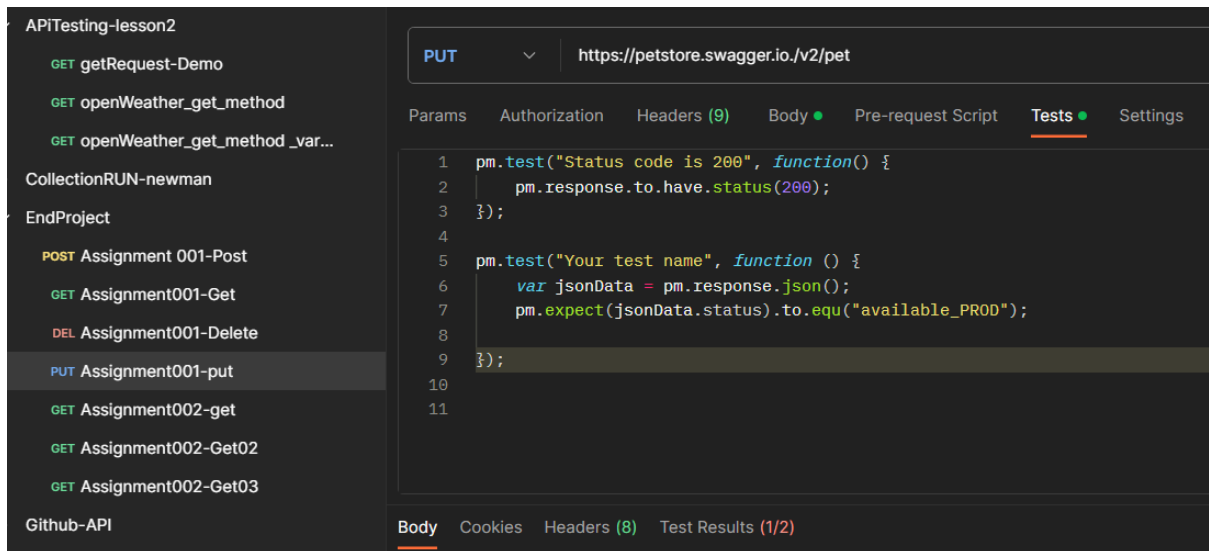 APiTesting-lesson2
GET getRequest-Demo
GET openWeather_get_method
GET openWeather_get_method _var...
CollectionRUN-newman
EndProject
POST Assignment 001-Post
GET Assignment001-Get
DEL Assignment001-Delete
PUT Assignment001-put
GET Assignment002-get
GET Assignment002-Get02
GET Assignment002-Get03
Github-API
PUT https://petstore.swagger.io./v2/pet
Params Authorization Headers (9) Body Pre-request Script Tests Settings
1 pm.test("Status code is 200", function() {
2 pm.response.to.have.status(200);
3 });
4
5 pm.test("Your test name", function () {
6 var jsonData = pm.response.json();
7 pm.expect(jsonData.status).to.equ("available_PROD");
8
9 });
10
11
Body Cookies Headers (8) Test Results (1/2)